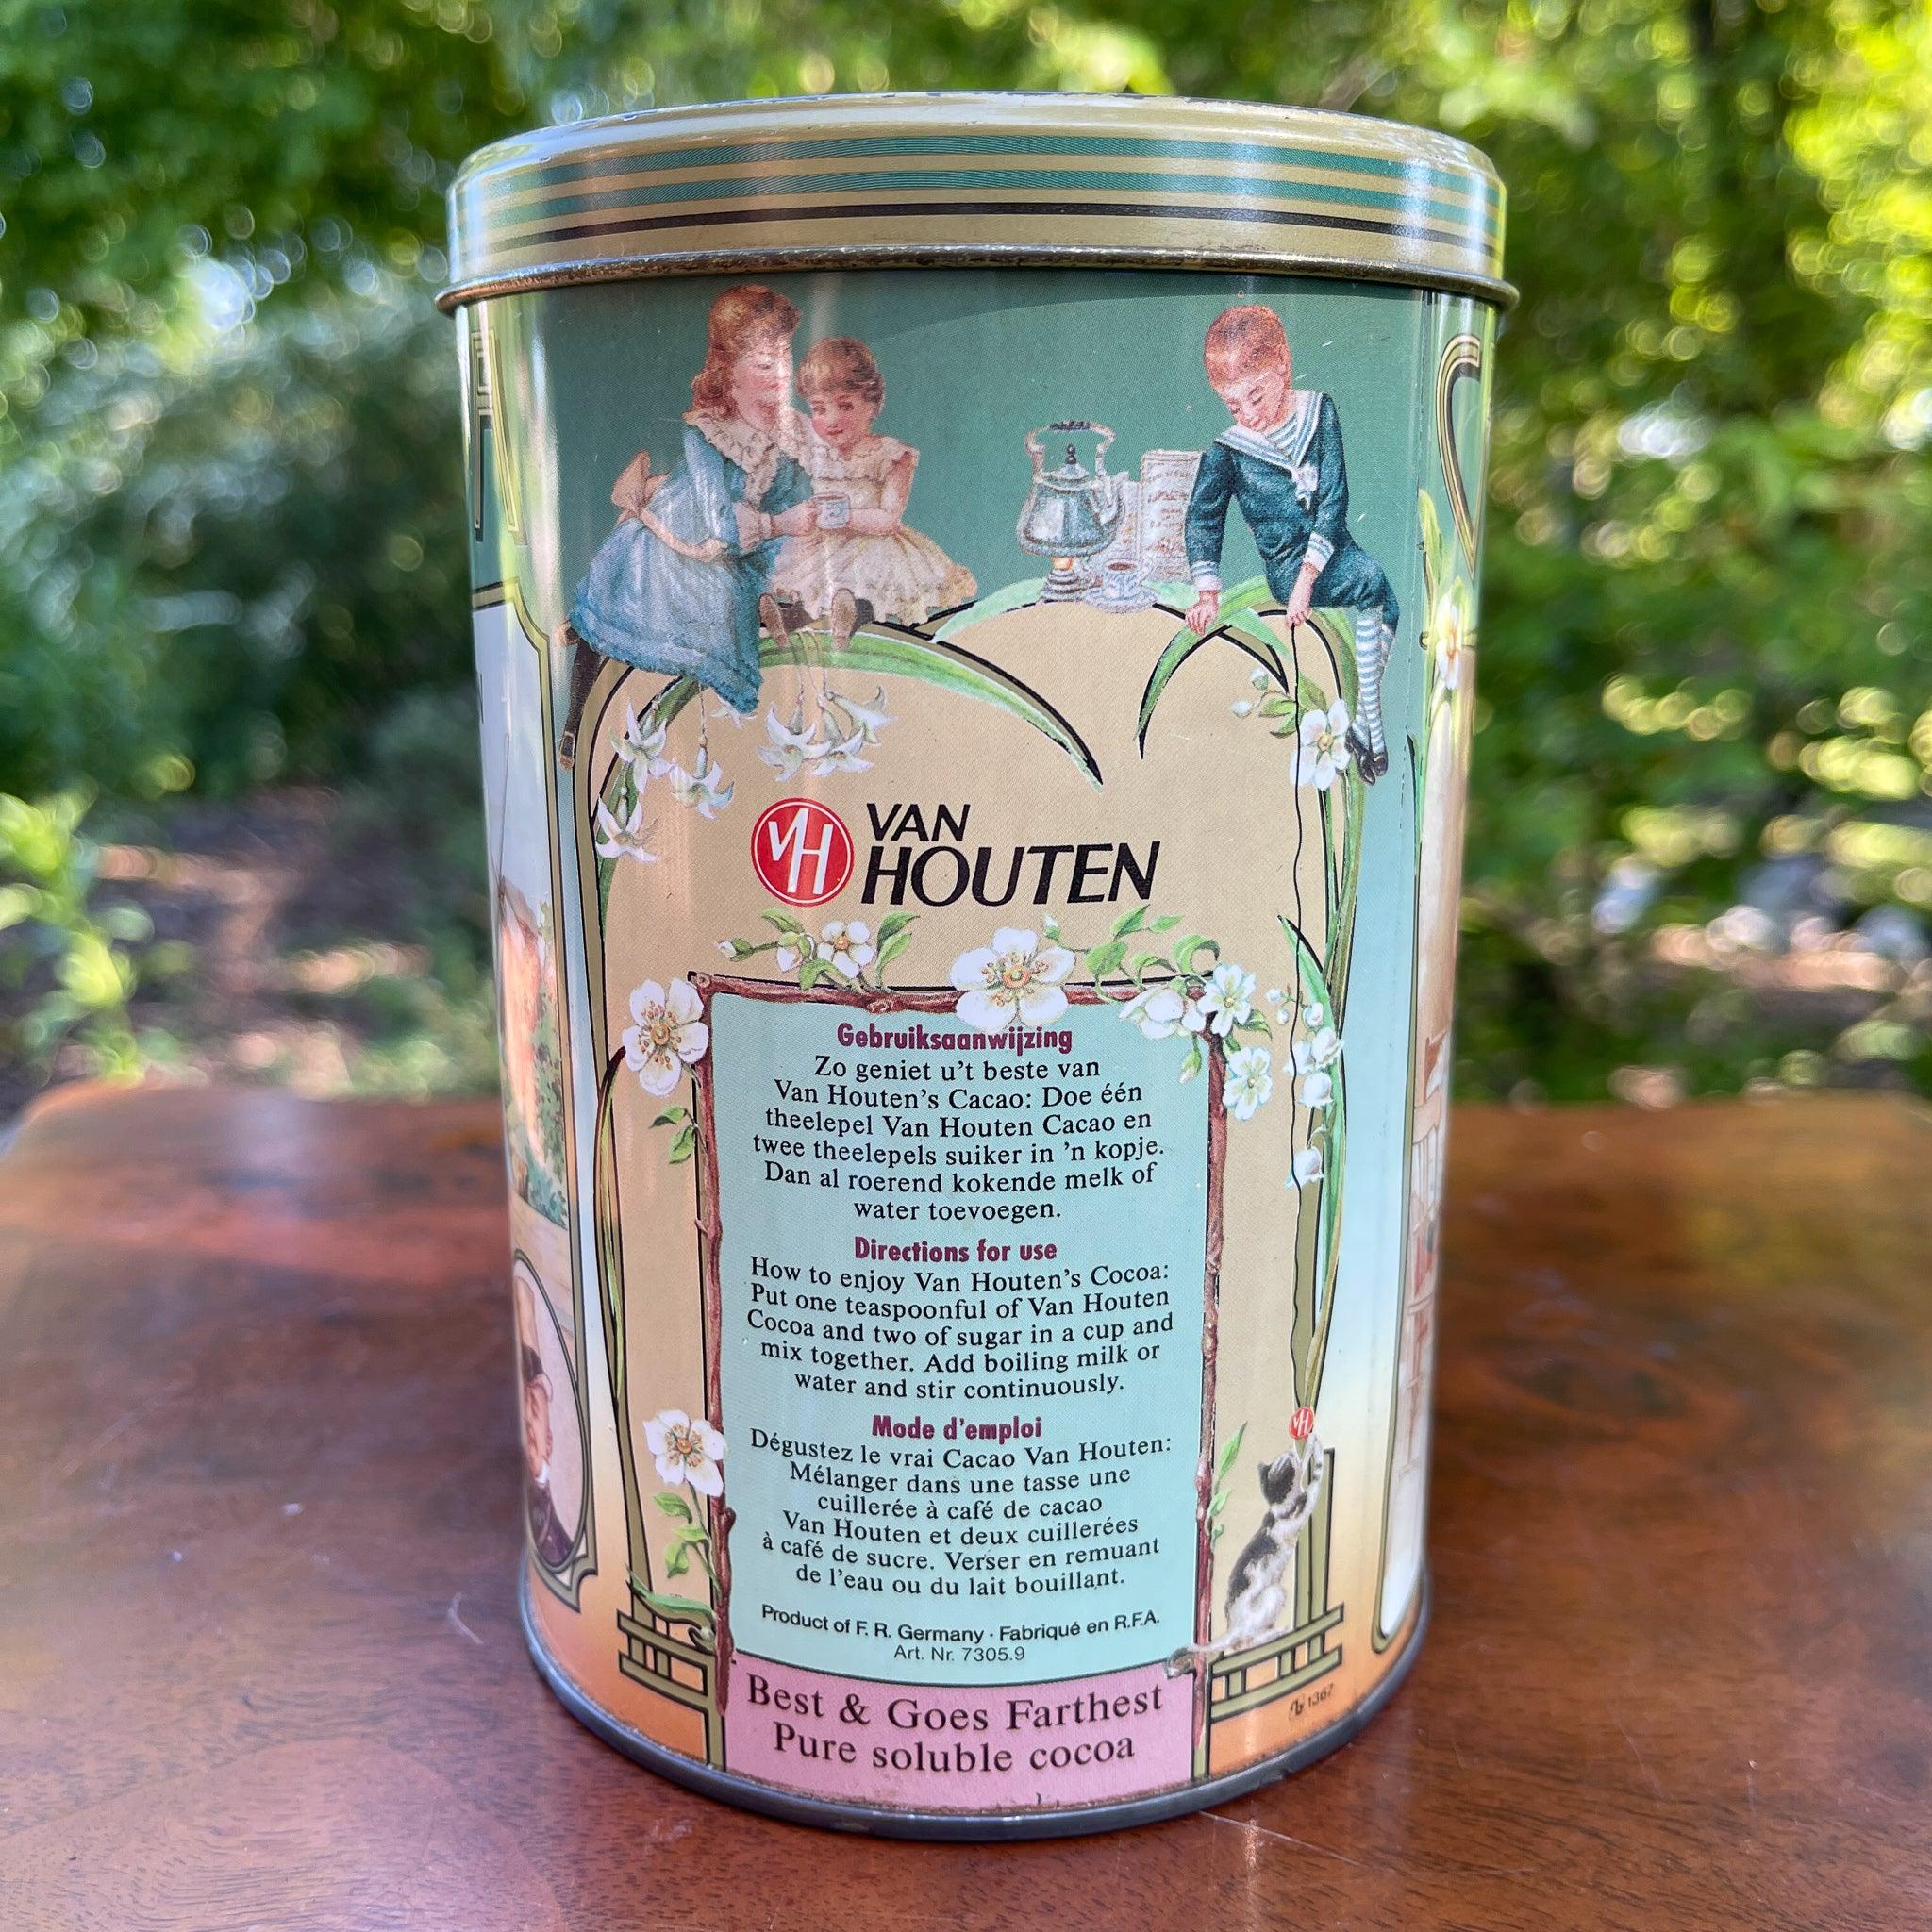 VH VAN
HOUTEN
Gebruiksaanwijzing
Zo geniet u't beste van
Van Houten's Cacao: Doe één
theelepel Van Houten Cacao en
twee theelepels suiker in 'n kopje.
Dan al roerend kokende melk of
water toevoegen.
Directions for use
How to enjoy Van Houten's Cocoa:
Put one teaspoonful of Van Houten
Cocoa and two of sugar in a cup and
mix together. Add boiling milk or
water and stir continuously.
Mode d'emploi
Dégustez le vrai Cacao Van Houten:
Mélanger dans une tasse une
cuillerée à café de cacao
Van Houten et deux cuillerées
à café de sucre. Verser en remuant
de l'eau ou du lait bouillant.
Product of F. R. Germany · Fabriqué en R.F.A.
Art. Nr. 7305.9
VH
Best & Goes Farthest
Pure soluble cocoa
1367